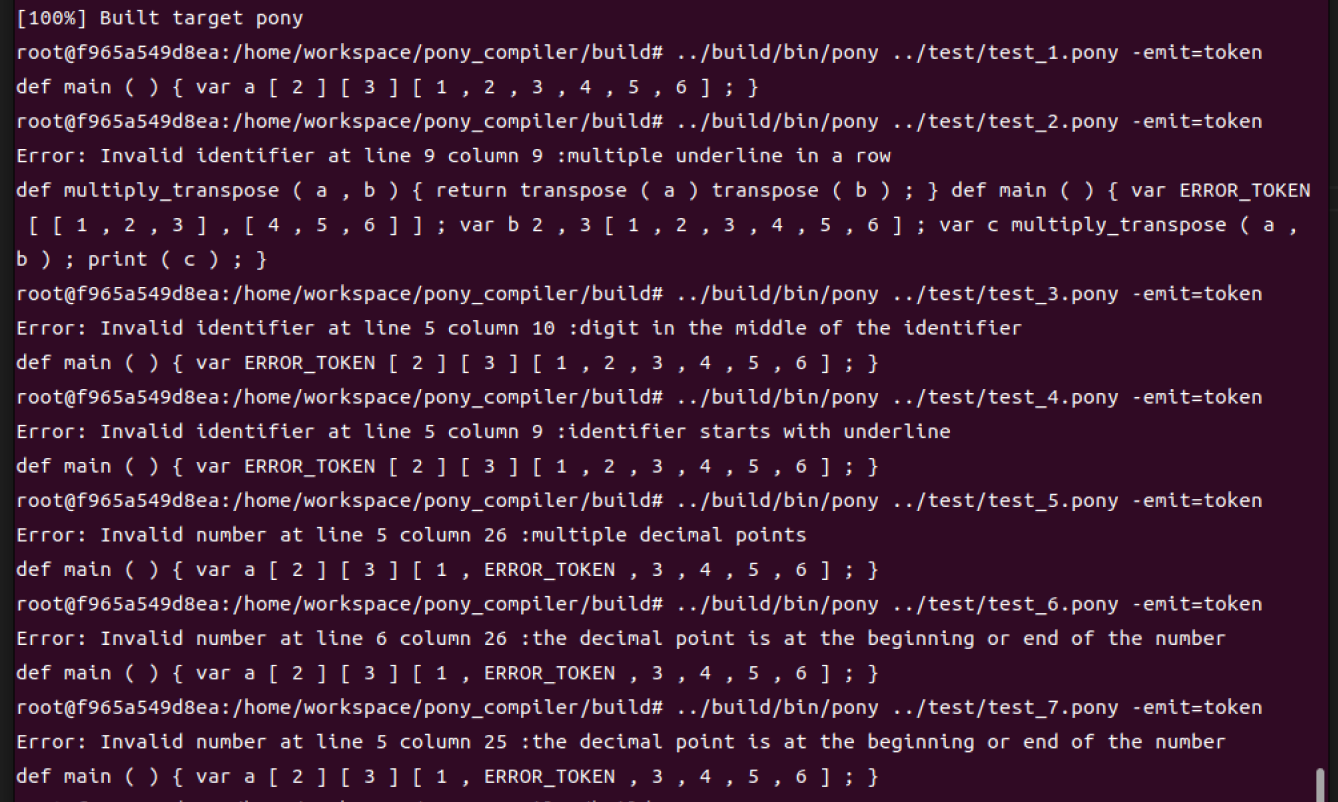 [100%] Built target pony
root@f965a549d8ea:/home/workspace/pony_compiler/build# ../build/bin/pony ../test/test_1.pony -emit=token
def main ( ) { var a [ 2 ] [ 3 ] [ 1 , 2 , 3 , 4 , 5 , 6 ] ; }
root@f965a549d8ea:/home/workspace/pony_compiler/build# ../build/bin/pony ../test/test_2.pony -emit=token
Error: Invalid identifier at line 9 column 9 :multiple underline in a row
def multiply_transpose ( a , b ) { return transpose ( a ) transpose ( b ) ; } def main ( ) { var ERROR_TOKEN
[ [ 1 , 2 , 3 ] , [ 4 , 5 , 6 ] ] ; var b 2 , 3 [ 1 , 2 , 3 , 4 , 5 , 6 ] ; var c multiply_transpose ( a ,
b ) ; print ( c ) ; }
root@f965a549d8ea:/home/workspace/pony_compiler/build# ../build/bin/pony ../test/test_3.pony -emit=token
Error: Invalid identifier at line 5 column 10 :digit in the middle of the identifier
def main ( ) { var ERROR_TOKEN [ 2 ] [ 3 ] [ 1 , 2 , 3 , 4 , 5 , 6 ] ; }
root@f965a549d8ea:/home/workspace/pony_compiler/build# ../build/bin/pony ../test/test_4.pony -emit=token
Error: Invalid identifier at line 5 column 9 :identifier starts with underline
def main ( ) { var ERROR_TOKEN [ 2 ] [ 3 ] [ 1 , 2 , 3 , 4 , 5 , 6 ] ; }
root@f965a549d8ea:/home/workspace/pony_compiler/build# ../build/bin/pony ../test/test_5.pony -emit=token
Error: Invalid number at line 5 column 26 :multiple decimal points
def main ( ) { var a [ 2 ] [ 3 ] [ 1 , ERROR_TOKEN , 3 , 4 , 5 , 6 ] ; }
root@f965a549d8ea:/home/workspace/pony_compiler/build# ../build/bin/pony ../test/test_6.pony -emit=token
Error: Invalid number at line 6 column 26 :the decimal point is at the beginning or end of the number
def main ( ) { var a [ 2 ] [ 3 ] [ 1 , ERROR_TOKEN , 3 , 4 , 5 , 6 ] ; }
root@f965a549d8ea:/home/workspace/pony_compiler/build# ../build/bin/pony ../test/test_7.pony -emit=token
Error: Invalid number at line 5 column 25 :the decimal point is at the beginning or end of the number
def main ( ) { var a [ 2 ] [ 3 ] [ 1 , ERROR_TOKEN , 3 , 4 , 5 , 6 ] ; }